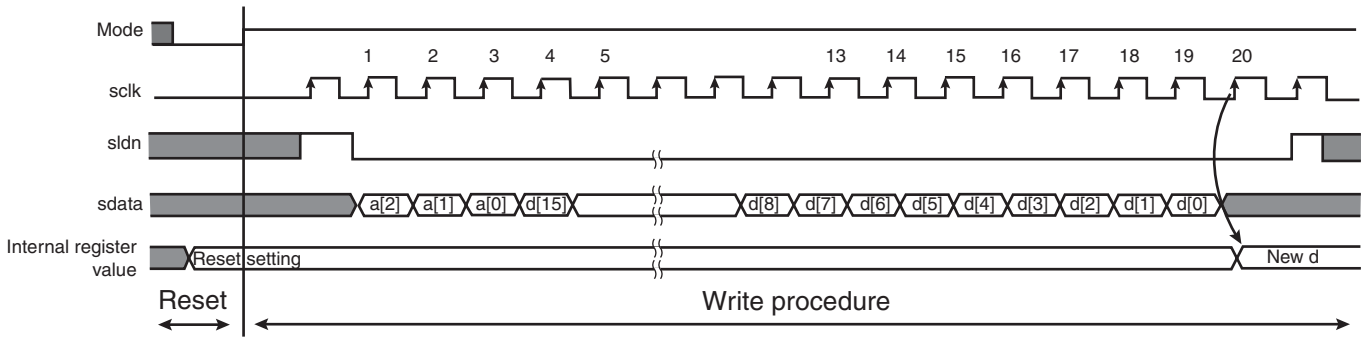 Mode
1 2 3 4 5 13 14 15 16 17 18 19 20
sclk
sldn
sdata a[2] a[1] a[0] d[15] d[8] d[7] d[6] d[5] d[4] d[3] d[2] d[1] d[0]
Internal register
value
Reset setting New d
Reset Write procedure